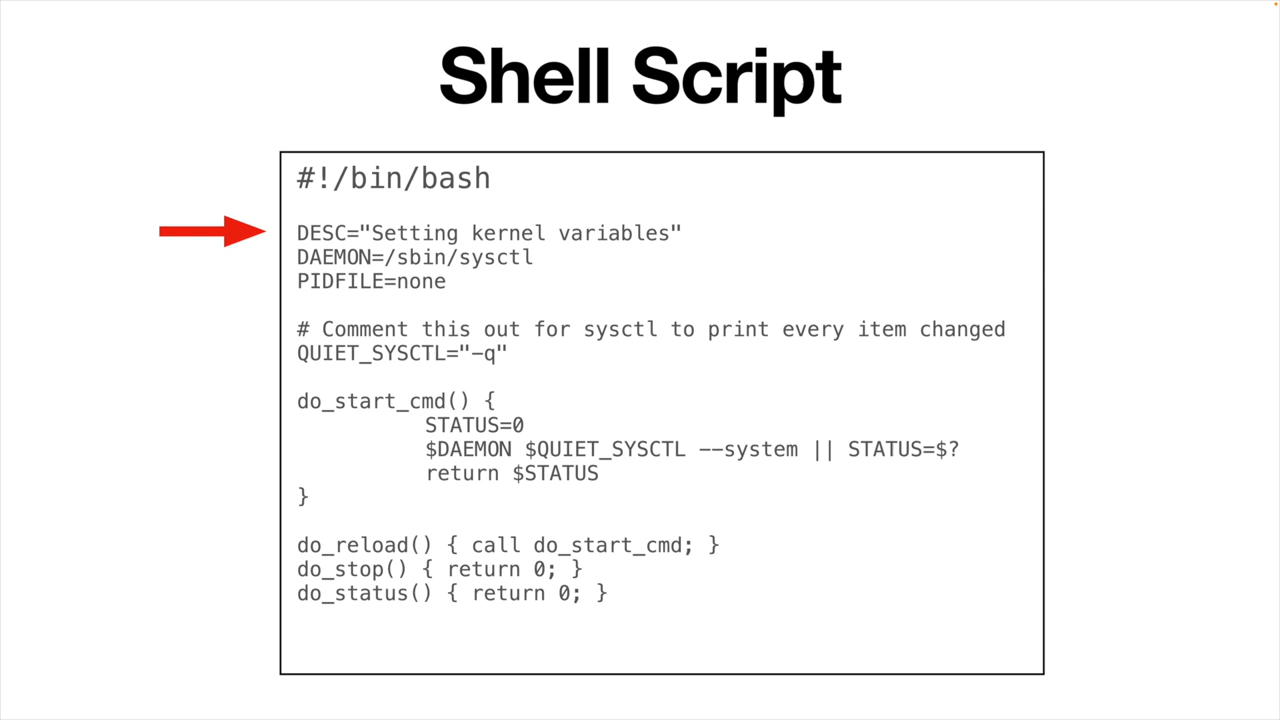 Shell Script
#!/bin/bash
DESC="Setting kernel variables"
DAEMON=/sbin/sysctl
PIDFILE=none
# Comment this out for sysctl to print every item changed
QUIET_SYSCTL="-q"
do_start_cmd() {
STATUS=0
$DAEMON $QUIET_SYSCTL --system || STATUS=$?
return $STATUS
}
do_reload() { call do_start_cmd; }
do_stop() { return 0; }
do_status() { return 0; }